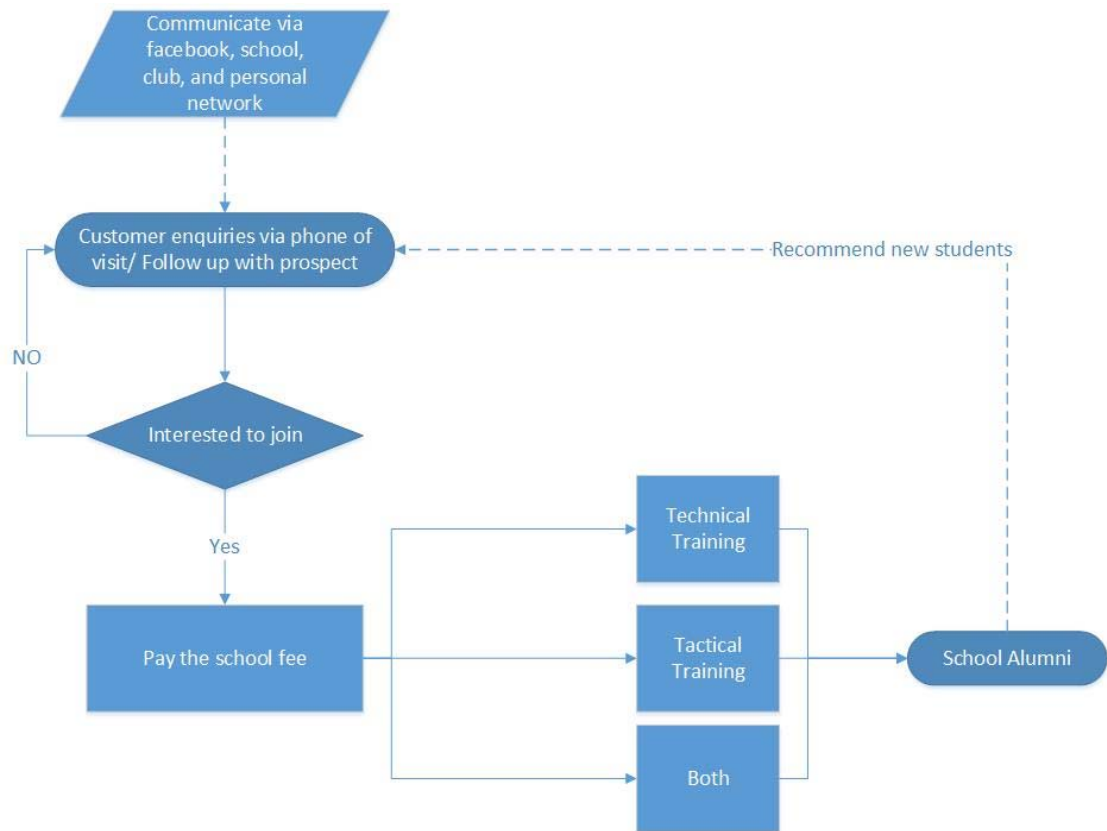 Communicate via
facebook, school,
club, and personal
network
Customer enquiries via phone of
visit/ Follow up with prospect
Recommend new students
NO
Interested to join
Yes
Technical
Training
Pay the school fee
Tactical
Training
School Alumni
Both